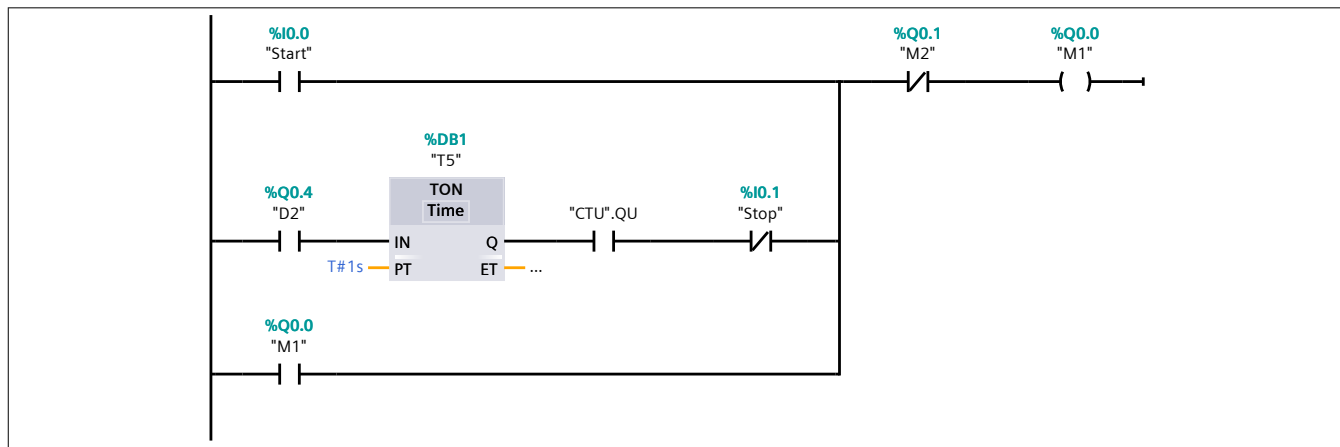 %I0.0
"Start"
%Q0.1
"M2"
%Q0.0
"M1"
%DB1
"T5"
TON
Time
%Q0.4
"D2"
"CTU".QU
%I0.1
"Stop"
IN
Q
T#1s
PT
ET
...
%Q0.0
"M1"